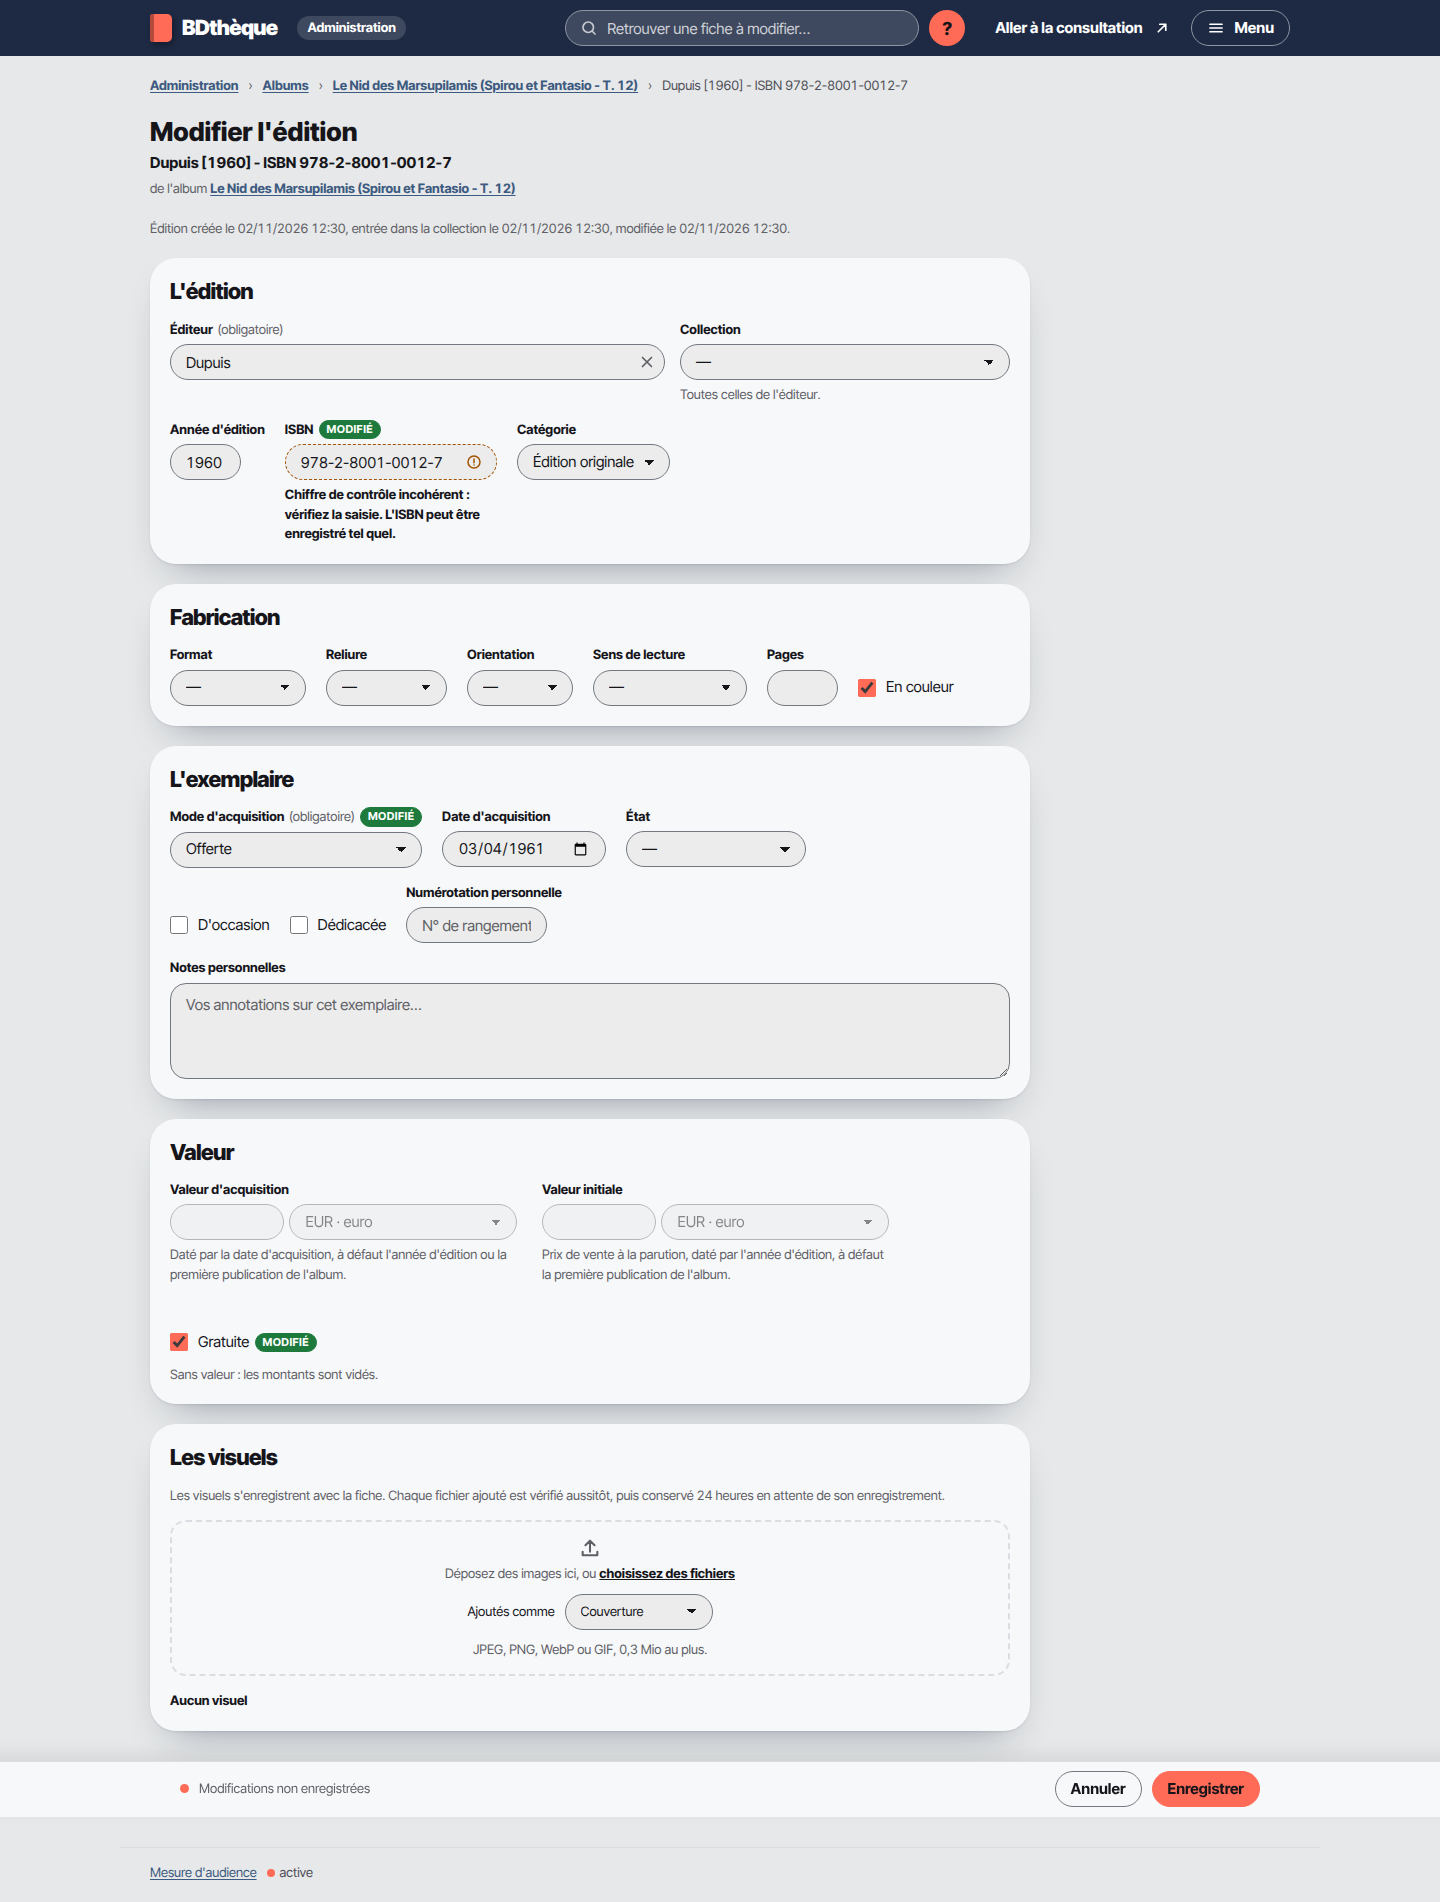 BDthèque
Administration
Retrouver une fiche à modifier...
?
Aller à la consultation
Menu
Administration › Albums › Le Nid des Marsupilamis (Spirou et Fantasio - T. 12) › Dupuis [1960] - ISBN 978-2-8001-0012-7
Modifier l'édition
Dupuis [1960] - ISBN 978-2-8001-0012-7
de l'album Le Nid des Marsupilamis (Spirou et Fantasio - T. 12)
Édition créée le 02/11/2026 12:30, entrée dans la collection le 02/11/2026 12:30, modifiée le 02/11/2026 12:30.
L'édition
Éditeur (obligatoire)
Collection
Dupuis
—
Toutes celles de l'éditeur.
Année d'édition
ISBN MODIFIÉ
Catégorie
1960
978-2-8001-0012-7
Édition originale
Chiffre de contrôle incohérent :
vérifiez la saisie. L'ISBN peut être
enregistré tel quel.
Fabrication
Format
Reliure
Orientation
Sens de lecture
Pages
—
—
—
—
En couleur
L'exemplaire
Mode d'acquisition (obligatoire) MODIFIÉ
Date d'acquisition
État
Offerte
03/04/1961
—
Numérotation personnelle
D'occasion
Dédicacée
N° de rangement
Notes personnelles
Vos annotations sur cet exemplaire...
Valeur
Valeur d'acquisition
Valeur initiale
EUR · euro
EUR · euro
Daté par la date d'acquisition, à défaut l'année d'édition ou la
première publication de l'album.
Prix de vente à la parution, daté par l'année d'édition, à défaut
la première publication de l'album.
Gratuite MODIFIÉ
Sans valeur : les montants sont vidés.
Les visuels
Les visuels s'enregistrent avec la fiche. Chaque fichier ajouté est vérifié aussitôt, puis conservé 24 heures en attente de son enregistrement.
Déposez des images ici, ou choisissez des fichiers
Ajoutés comme
Couverture
JPEG, PNG, WebP ou GIF, 0,3 Mio au plus.
Aucun visuel
Modifications non enregistrées
Annuler
Enregistrer
Mesure d'audience
active